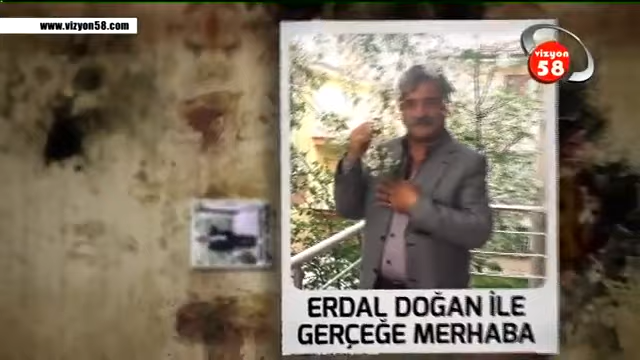 www.vizyon58.com
vizyon
58
ERDAL DOĞAN İLE
GERÇEĞE MERHABA